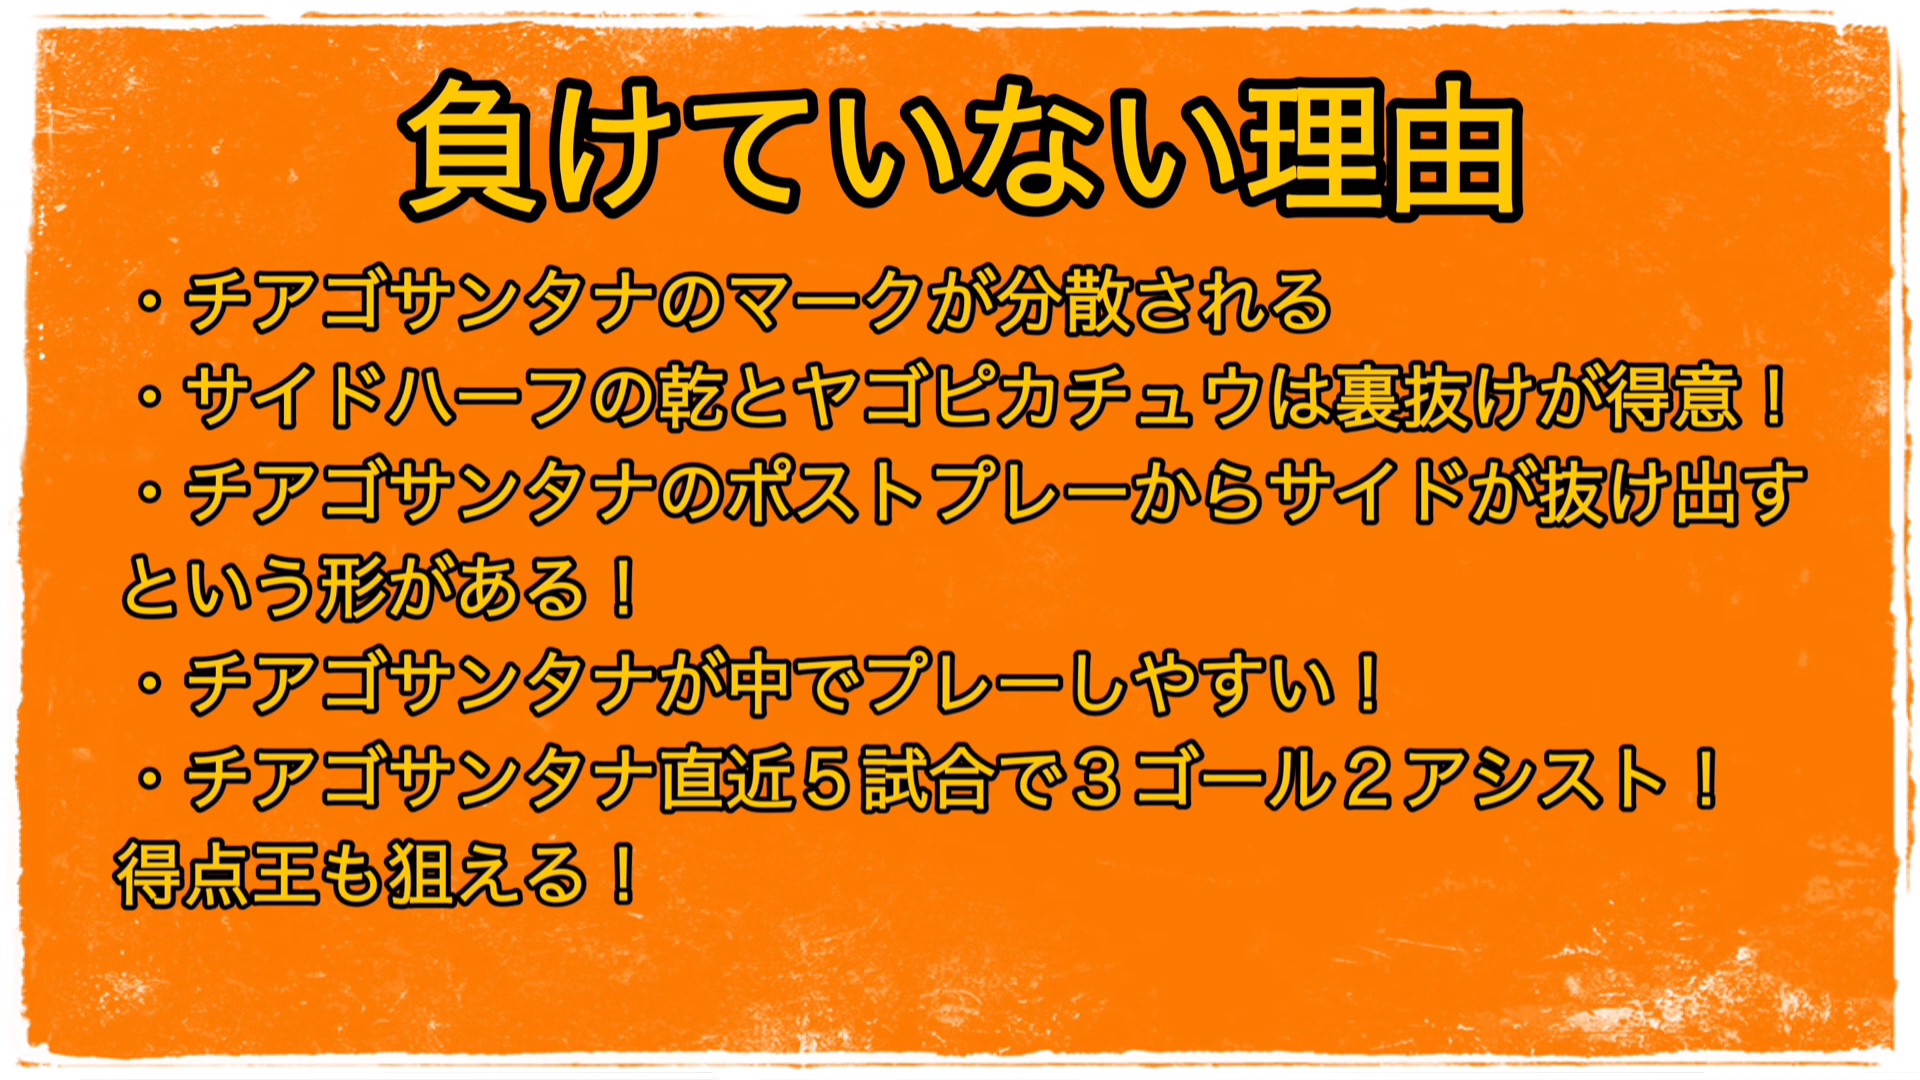 負けていない理由
・チアゴサンタナのマークが分散される
・サイドハーフの乾とヤゴピカチュウは裏抜けが得意！
・チアゴサンタナのポストプレーからサイドが抜け出す
という形がある！
・チアゴサンタナが中でプレーしやすい！
・チアゴサンタナ直近５試合で３ゴール２アシスト！
得点王も狙える！